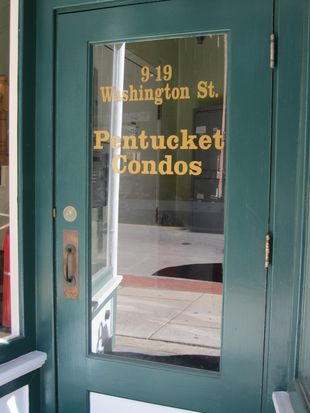 9-19
Washington St.
Pentucket
Condos